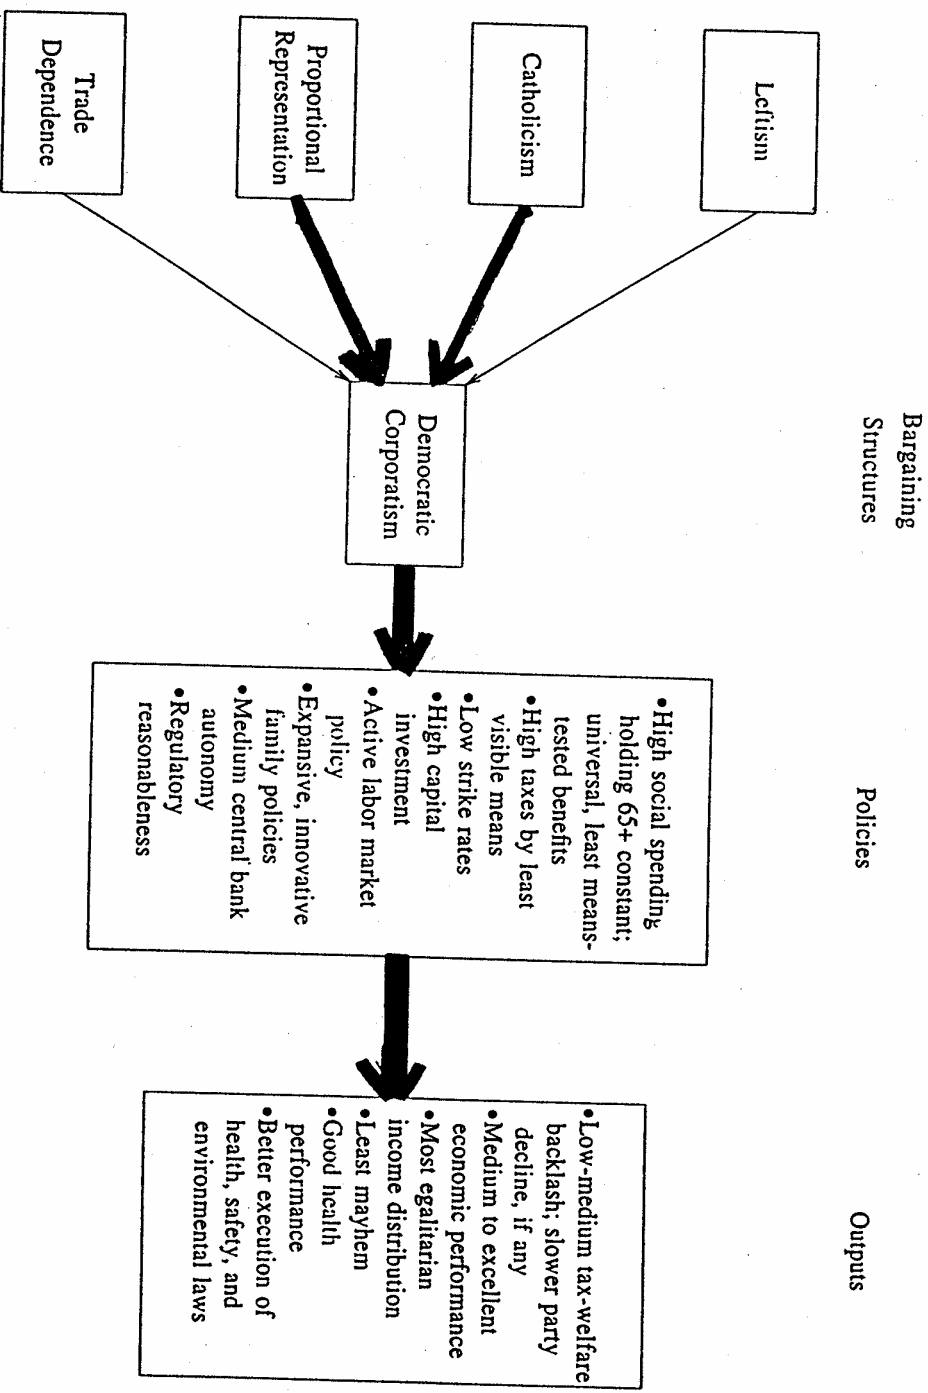 Bargaining
Structures
Policies
Outputs
Leftism
Catholicism
Proportional
Representation
Trade
Dependence
Democratic
Corporatism
•High social spending
holding 65+ constant;
universal, least means-
tested benefits
•High taxes by least
visible means
•Low strike rates
•High capital
investment
•Active labor market
policy
•Expansive, innovative
family policies
•Medium central bank
autonomy
•Regulatory
reasonableness
•Low-medium tax-welfare
backlash; slower party
decline, if any
•Medium to excellent
economic performance
•Most egalitarian
income distribution
•Least mayhem
•Good health
performance
•Better execution of
health, safety, and
environmental laws